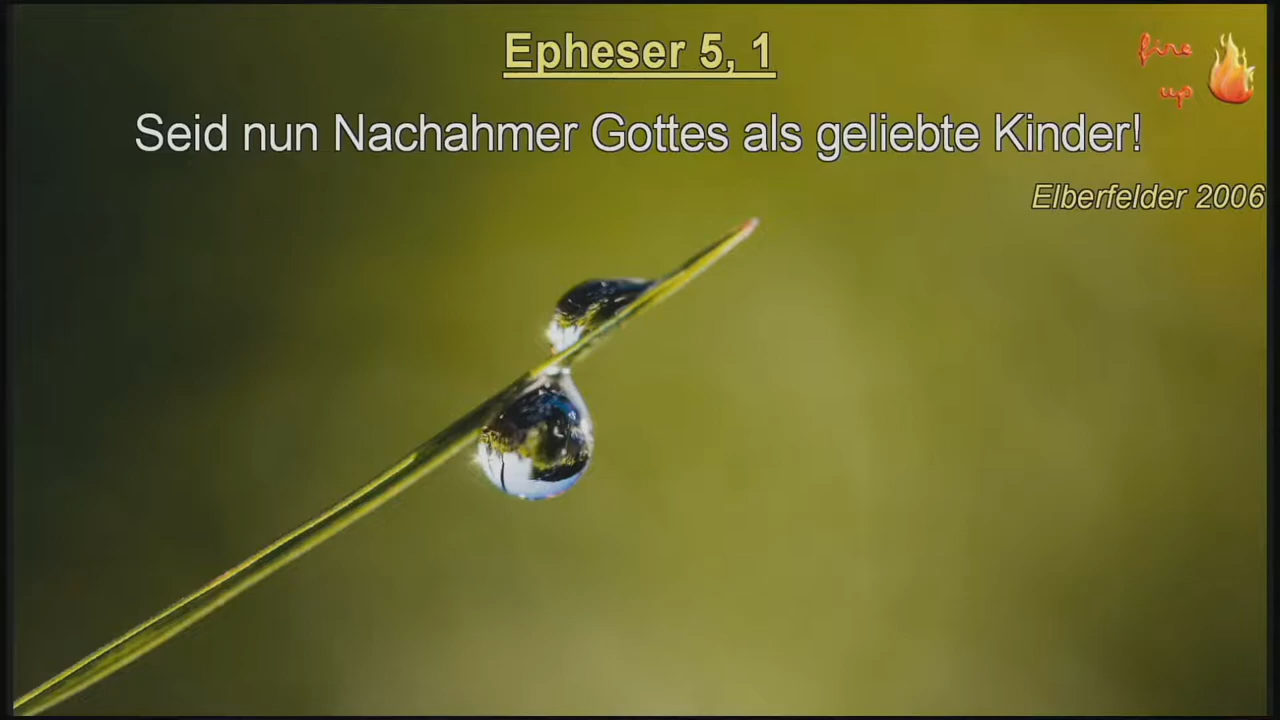 Epheser 5, 1
fire
up
Seid nun Nachahmer Gottes als geliebte Kinder!
Elberfelder 2006